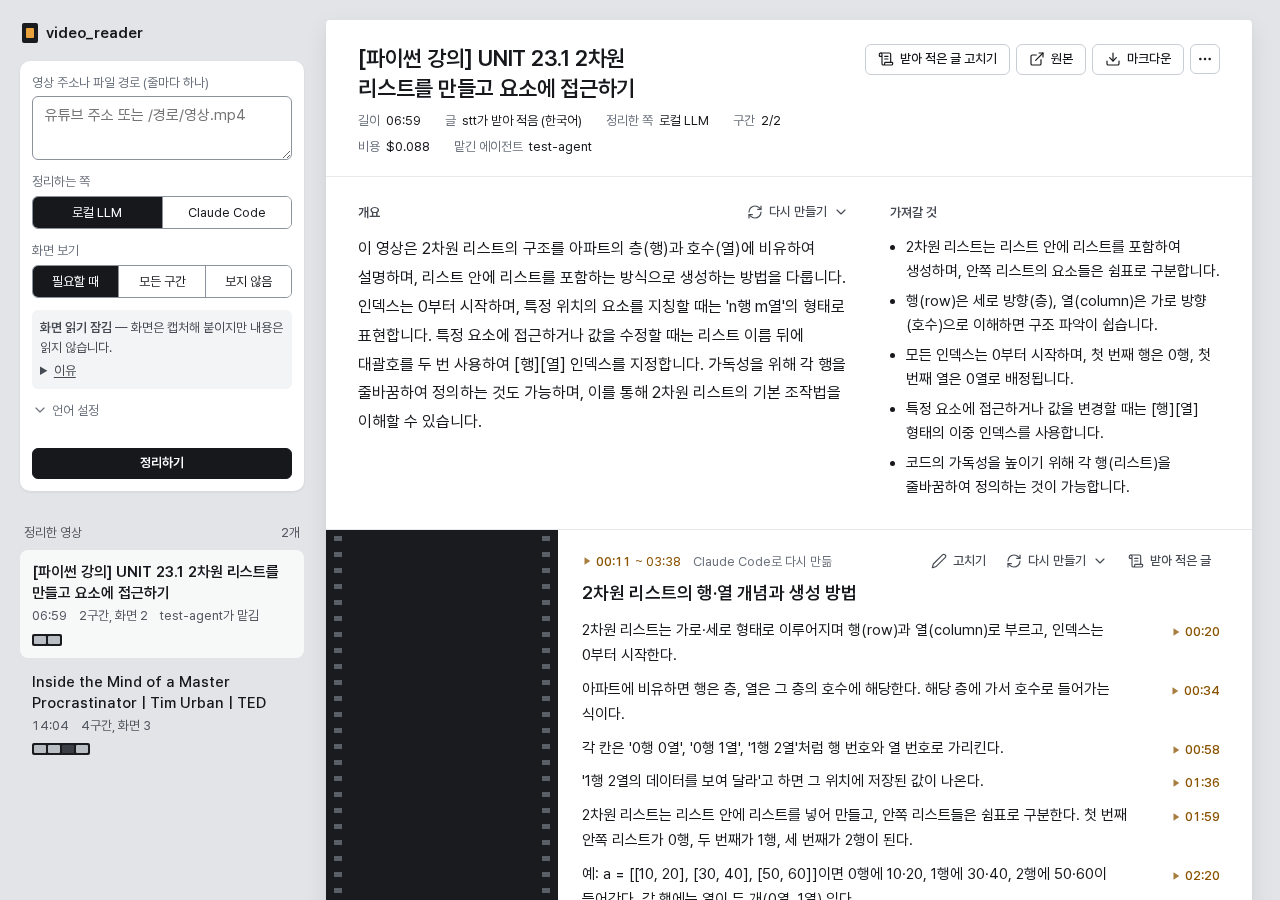 video_reader
영상 주소나 파일 경로 (줄마다 하나)
유튜브 주소 또는 /경로/영상.mp4
정리하는 쪽
로컬 LLM
Claude Code
화면 보기
필요할 때
모든 구간
보지 않음
화면 읽기 잠김 — 화면은 캡처해 붙이지만 내용은
읽지 않습니다.
이유
언어 설정
정리하기
정리한 영상
2개
[파이썬 강의] UNIT 23.1 2차원 리스트를
만들고 요소에 접근하기
06:59 2구간, 화면 2 test-agent가 맡김
Inside the Mind of a Master
Procrastinator | Tim Urban | TED
14:04 4구간, 화면 3
[파이썬 강의] UNIT 23.1 2차원
리스트를 만들고 요소에 접근하기
받아 적은 글 고치기
원본
마크다운
길이 06:59 글 stt가 받아 적음 (한국어) 정리한 쪽 로컬 LLM 구간 2/2
비용 $0.088 맡긴 에이전트 test-agent
개요
다시 만들기
이 영상은 2차원 리스트의 구조를 아파트의 층(행)과 호수(열)에 비유하여
설명하며, 리스트 안에 리스트를 포함하는 방식으로 생성하는 방법을 다룹니다.
인덱스는 0부터 시작하며, 특정 위치의 요소를 지칭할 때는 'n행 m열'의 형태로
표현합니다. 특정 요소에 접근하거나 값을 수정할 때는 리스트 이름 뒤에
대괄호를 두 번 사용하여 [행][열] 인덱스를 지정합니다. 가독성을 위해 각 행을
줄바꿈하여 정의하는 것도 가능하며, 이를 통해 2차원 리스트의 기본 조작법을
이해할 수 있습니다.
가져갈 것
2차원 리스트는 리스트 안에 리스트를 포함하여
생성하며, 안쪽 리스트의 요소들은 쉼표로 구분합니다.
행(row)은 세로 방향(층), 열(column)은 가로 방향
(호수)으로 이해하면 구조 파악이 쉽습니다.
모든 인덱스는 0부터 시작하며, 첫 번째 행은 0행, 첫
번째 열은 0열로 배정됩니다.
특정 요소에 접근하거나 값을 변경할 때는 [행][열]
형태의 이중 인덱스를 사용합니다.
코드의 가독성을 높이기 위해 각 행(리스트)을
줄바꿈하여 정의하는 것이 가능합니다.
00:11 ~ 03:38 Claude Code로 다시 만듦
고치기
다시 만들기
받아 적은 글
2차원 리스트의 행·열 개념과 생성 방법
2차원 리스트는 가로·세로 형태로 이루어지며 행(row)과 열(column)로 부르고, 인덱스는
0부터 시작한다.
00:20
아파트에 비유하면 행은 층, 열은 그 층의 호수에 해당한다. 해당 층에 가서 호수로 들어가는
식이다.
00:34
각 칸은 '0행 0열', '0행 1열', '1행 2열'처럼 행 번호와 열 번호로 가리킨다.
00:58
'1행 2열의 데이터를 보여 달라'고 하면 그 위치에 저장된 값이 나온다.
01:36
2차원 리스트는 리스트 안에 리스트를 넣어 만들고, 안쪽 리스트들은 쉼표로 구분한다. 첫 번째
안쪽 리스트가 0행, 두 번째가 1행, 세 번째가 2행이 된다.
01:59
예: a = [[10, 20], [30, 40], [50, 60]]이면 0행에 10·20, 1행에 30·40, 2행에 50·60이
02:20
들어간다. 각 행에는 열이 두 개(0열, 1열) 있다.